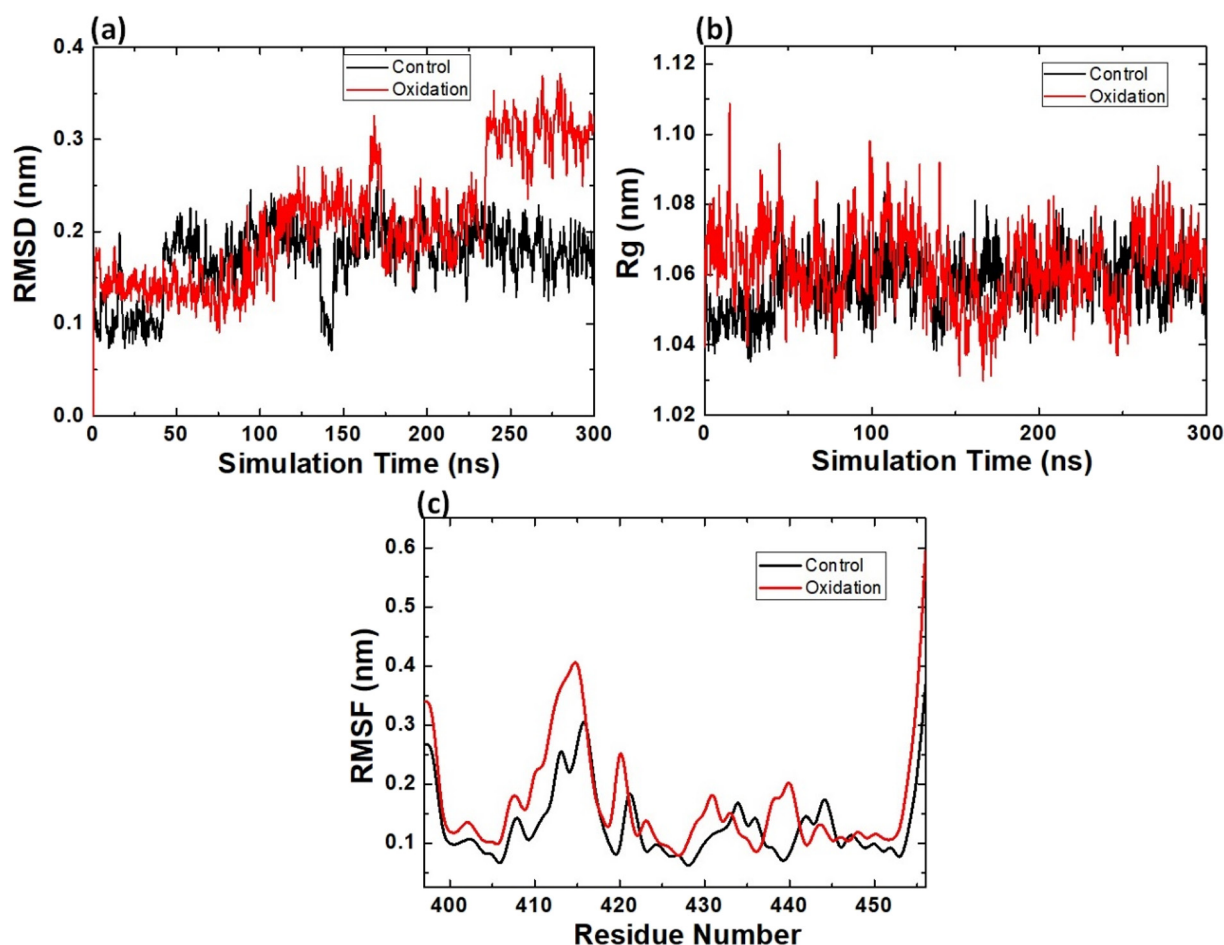 (a)
0.4
0.3
0.2
0.1
0.0
RMSD (nm)
Control
Oxidation
0 50 100 150 200 250 300
Simulation Time (ns)
(b)
1.12
1.10
1.08
1.06
1.04
1.02
Rg (nm)
Control
Oxidation
0 100 200 300
Simulation Time (ns)
(c)
0.6
0.5
0.4
0.3
0.2
0.1
RMSF (nm)
Control
Oxidation
400 410 420 430 440 450
Residue Number